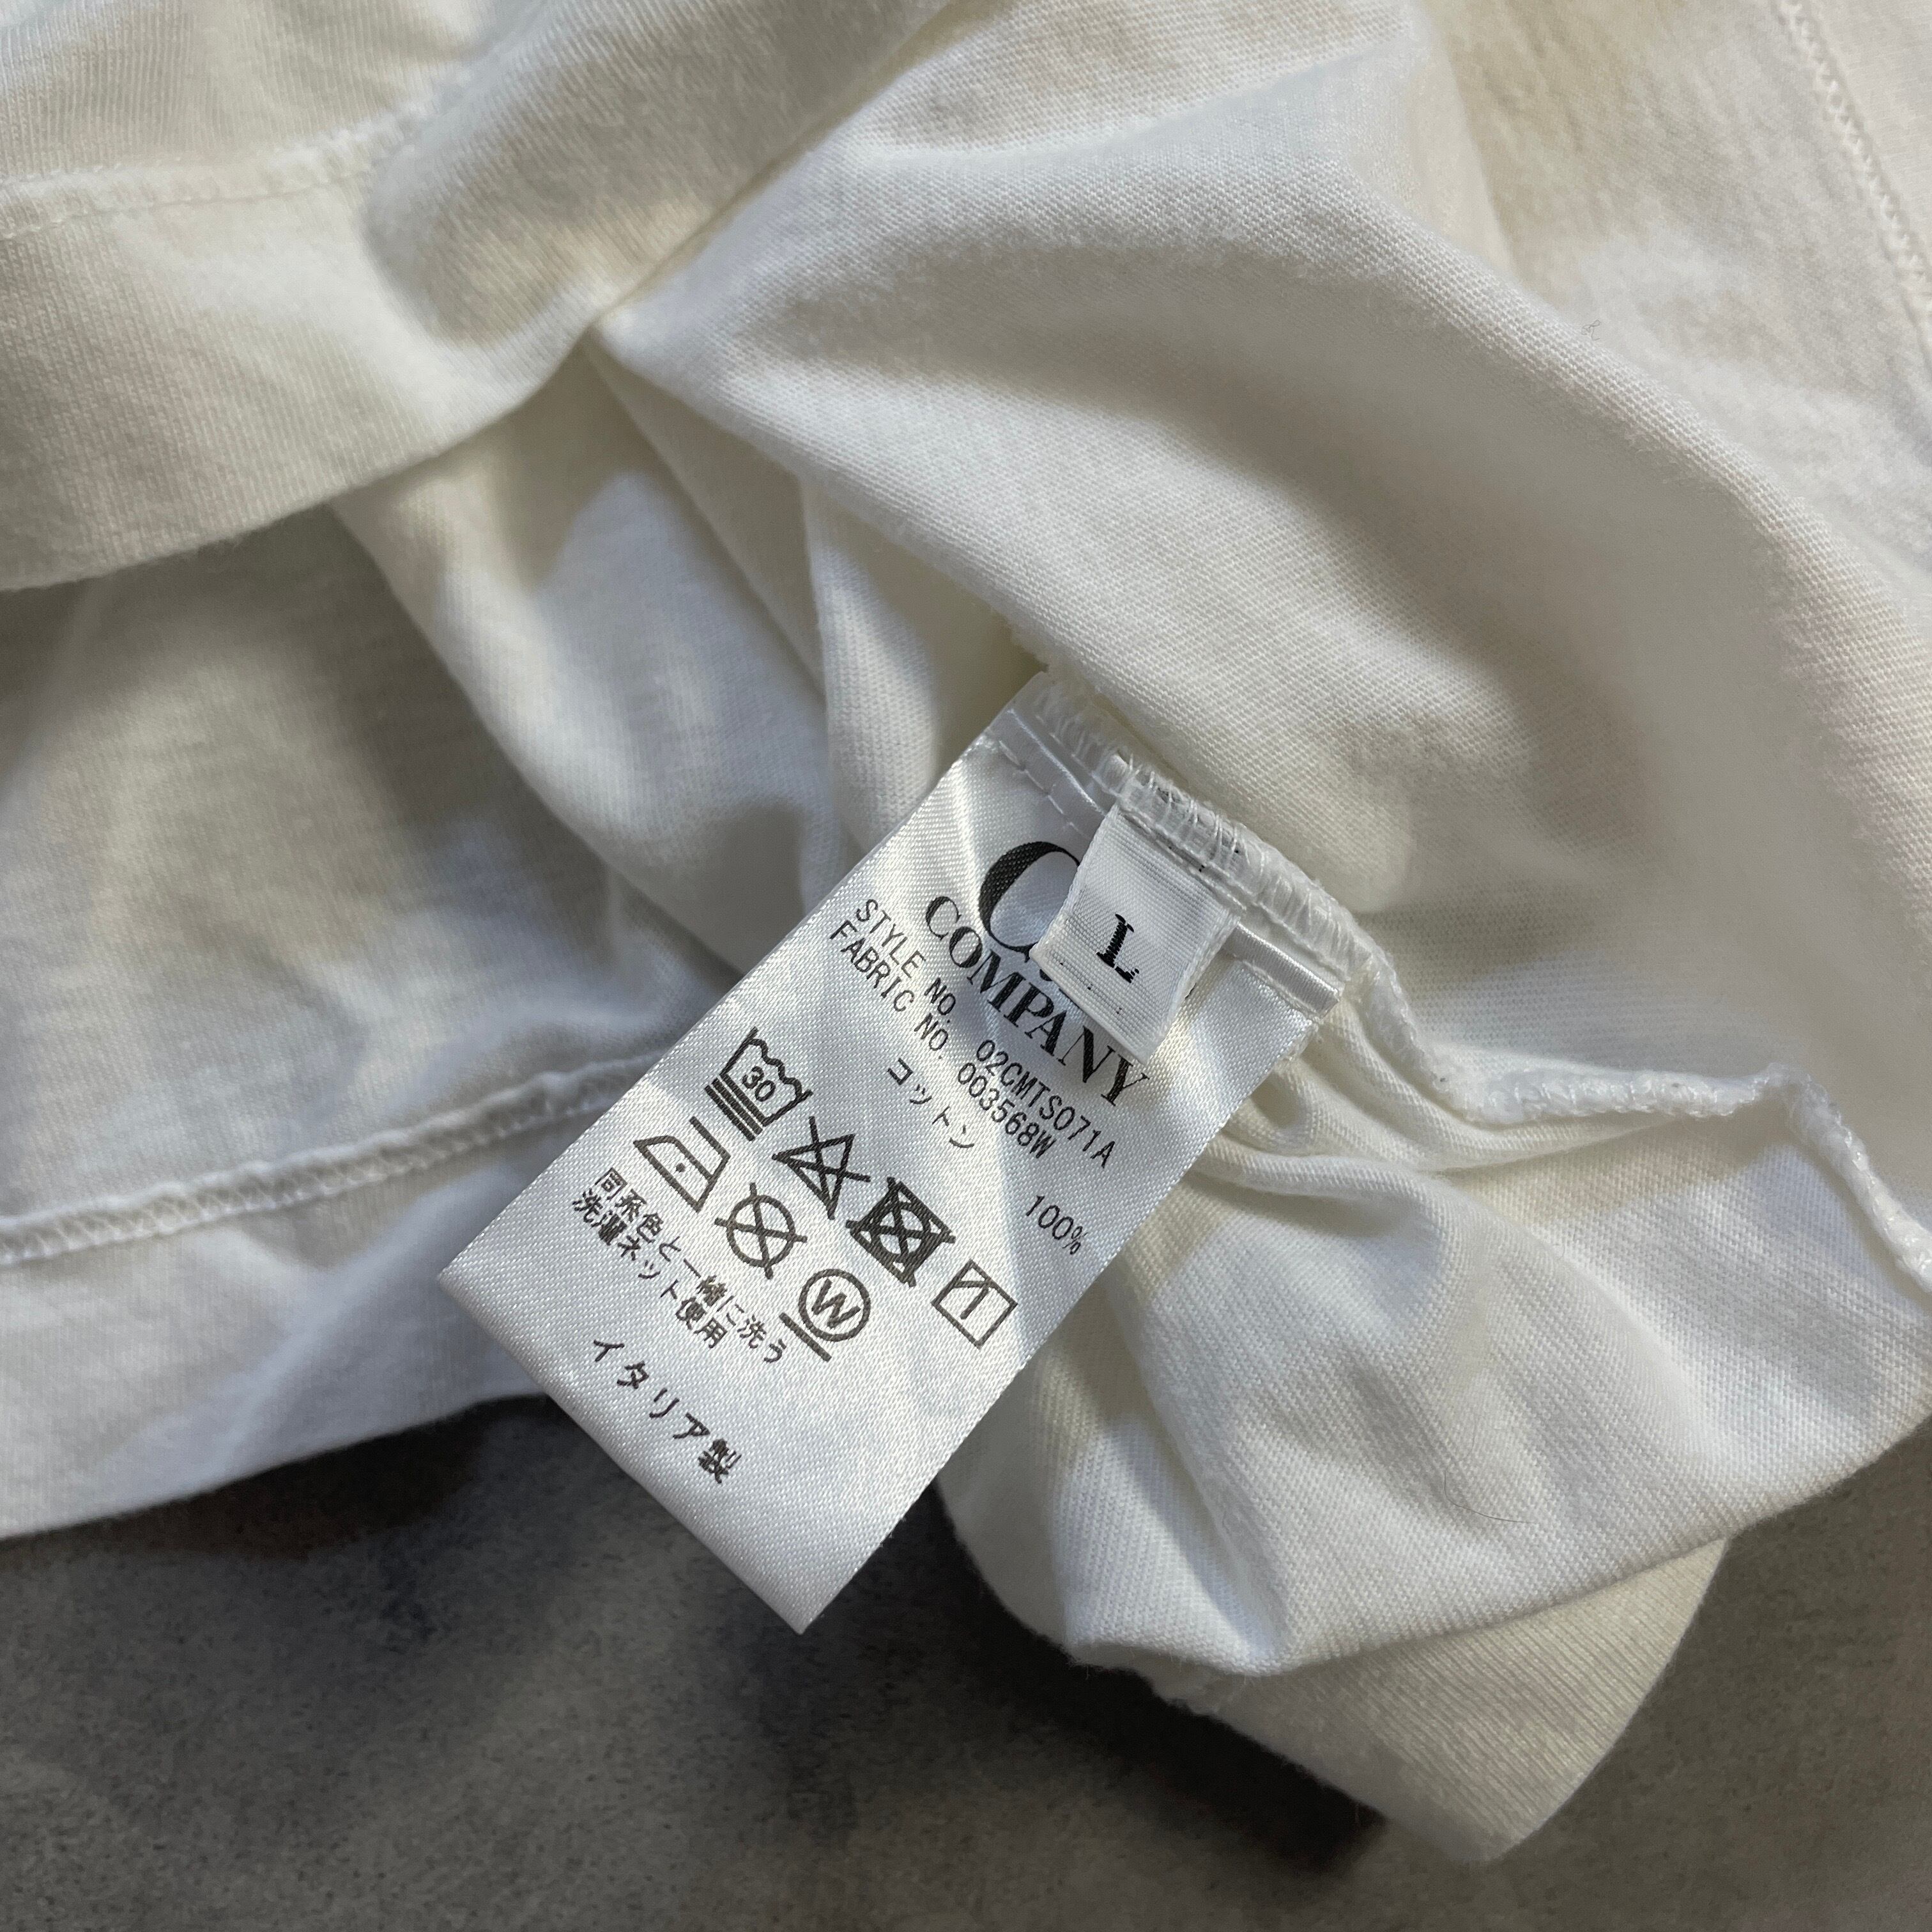 C
L
COMPANY
STYLE NO. 02CMTS071A
FABRIC NO. 003568W
コットン 100%
30
W
同系色と一緒に洗う
洗濯ネット使用
イタリア製